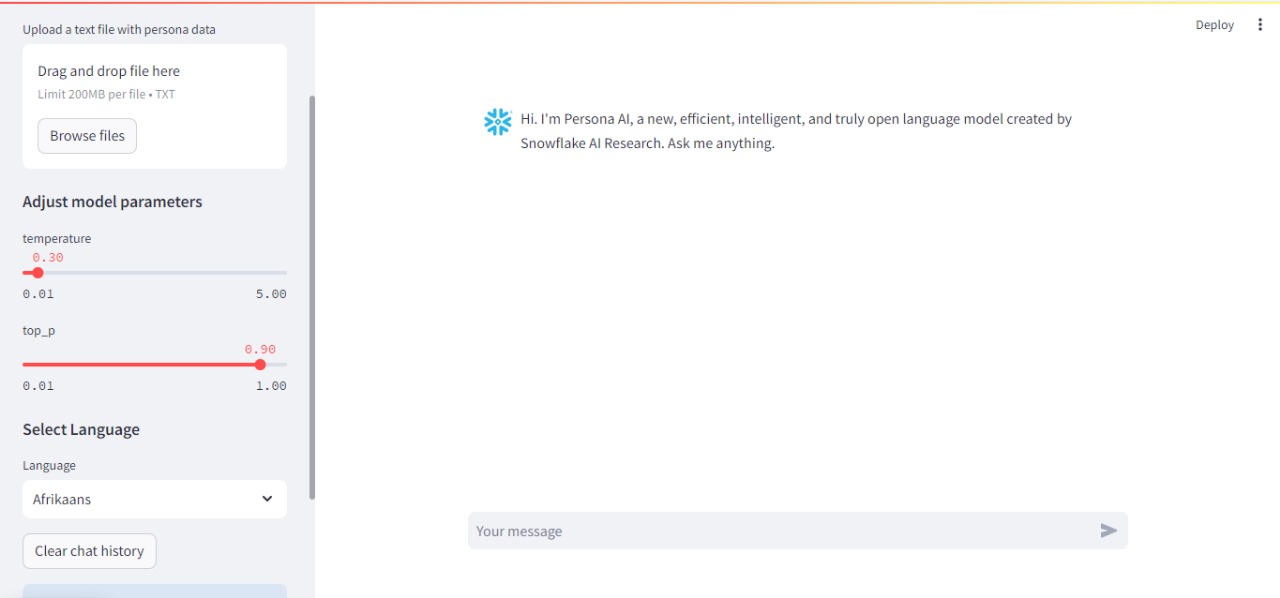 Upload a text file with persona data
Drag and drop file here
Limit 200MB per file • TXT
Browse files
Adjust model parameters
temperature
0.30
0.01 5.00
top_p
0.90
0.01 1.00
Select Language
Language
Afrikaans
Clear chat history
Deploy
Hi. I'm Persona AI, a new, efficient, intelligent, and truly open language model created by
Snowflake AI Research. Ask me anything.
Your message